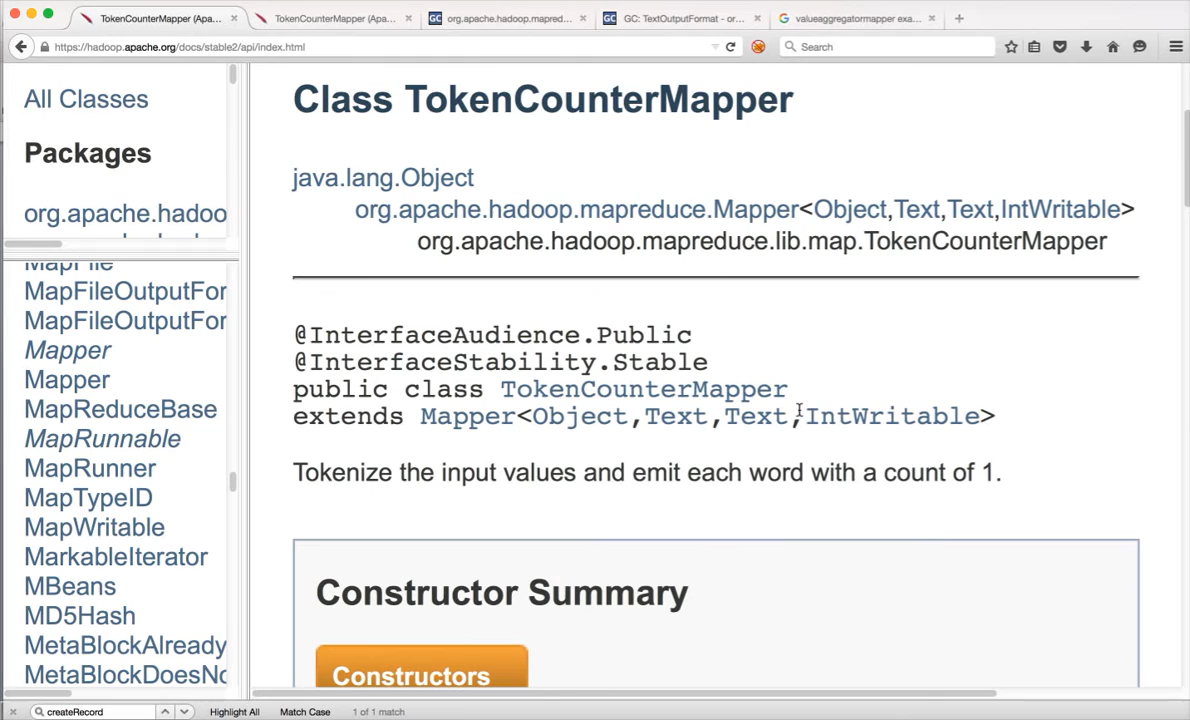 TokenCounterMapper (Apa...
TokenCounterMapper (Apa...
org.apache.hadoop.mapred...
GC: TextOutputFormat - or...
valueaggregatormapper exa...
https://hadoop.apache.org/docs/stable2/api/index.html
Search
All Classes
Packages
org.apache.hadoo
MapFile
MapFileOutputFor
MapFileOutputFor
Mapper
Mapper
MapReduceBase
MapRunnable
MapRunner
MapTypeID
MapWritable
MarkableIterator
MBeans
MD5Hash
MetaBlockAlready
MetaBlockDoesNo
Class TokenCounterMapper
java.lang.Object
org.apache.hadoop.mapreduce.Mapper<Object,Text,Text,IntWritable>
org.apache.hadoop.mapreduce.lib.map.TokenCounterMapper
@InterfaceAudience.Public
@InterfaceStability.Stable
public class TokenCounterMapper
extends Mapper<Object,Text,Text,IntWritable>
Tokenize the input values and emit each word with a count of 1.
Constructor Summary
Constructors
createRecord
Highlight All
Match Case
1 of 1 match